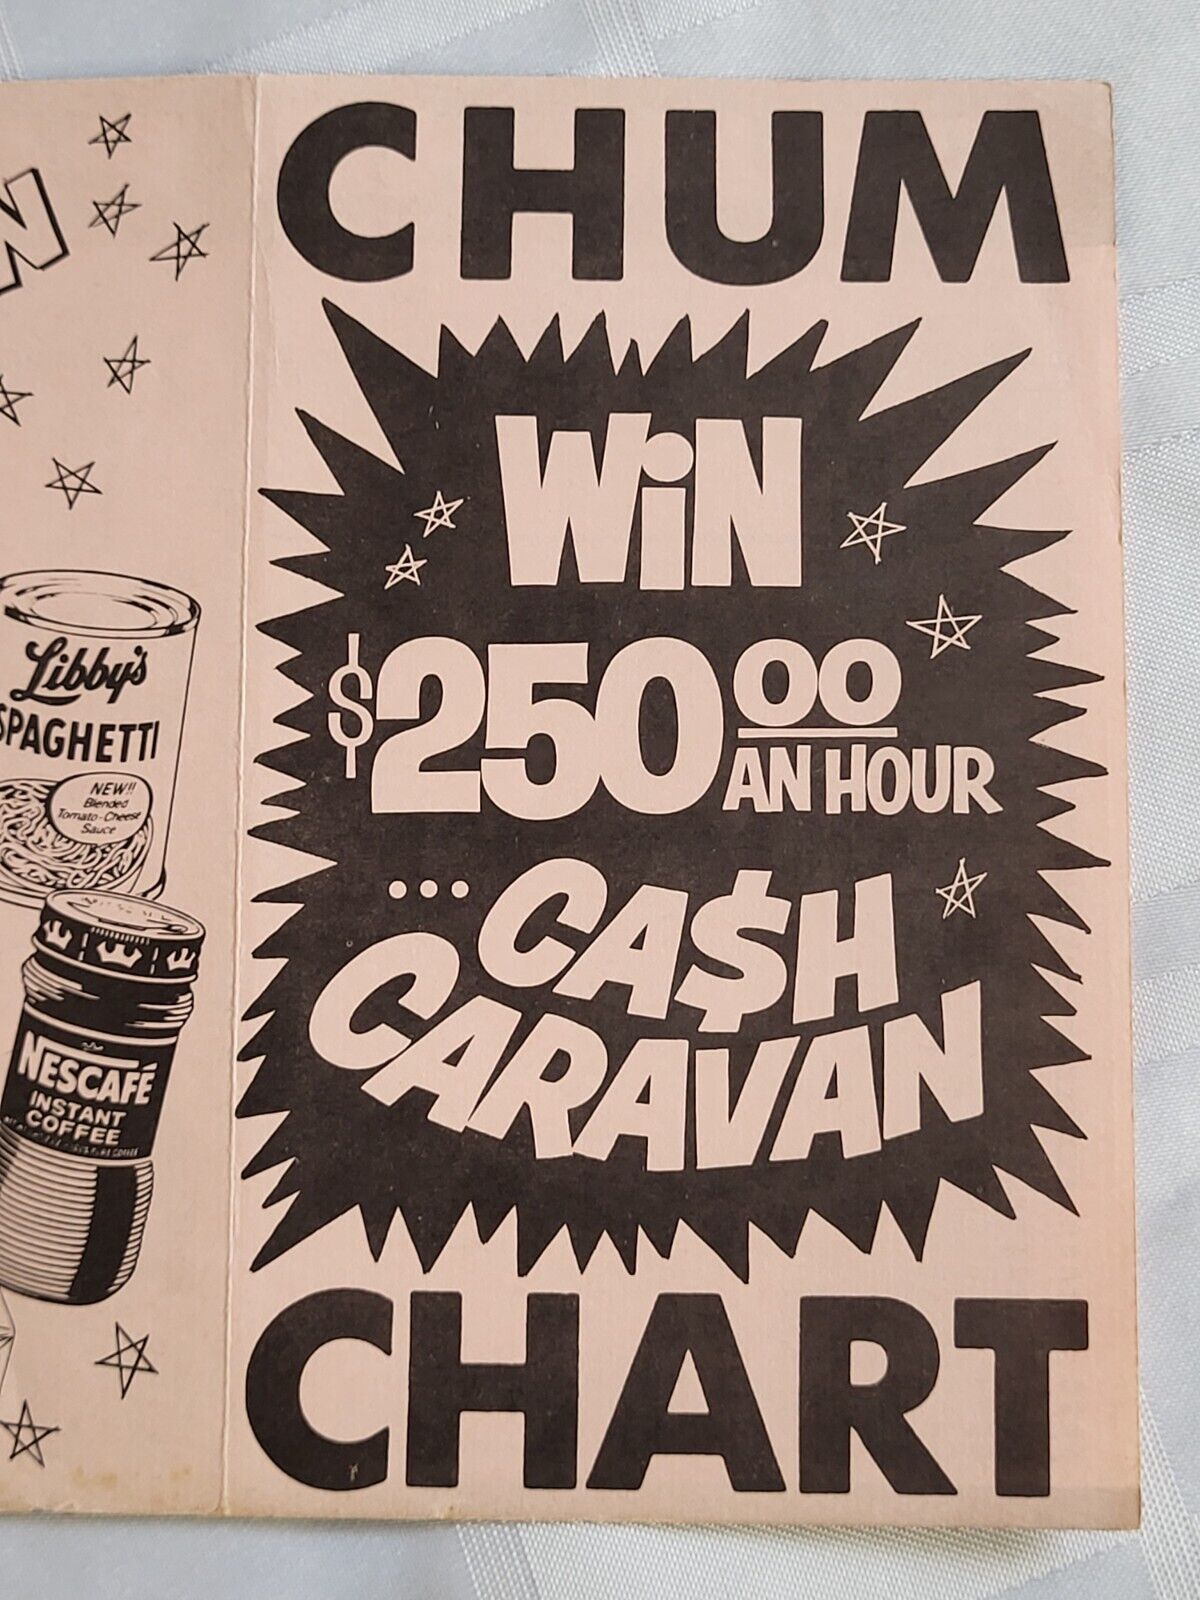 CHUM
WiN
$250.00
AN HOUR
...CA$H
CARAVAN
CHART
N
Libby's
SPAGHETTI
NEW!!
Blended
Tomato-Cheese
Sauce
NESCAFÉ
INSTANT
COFFEE